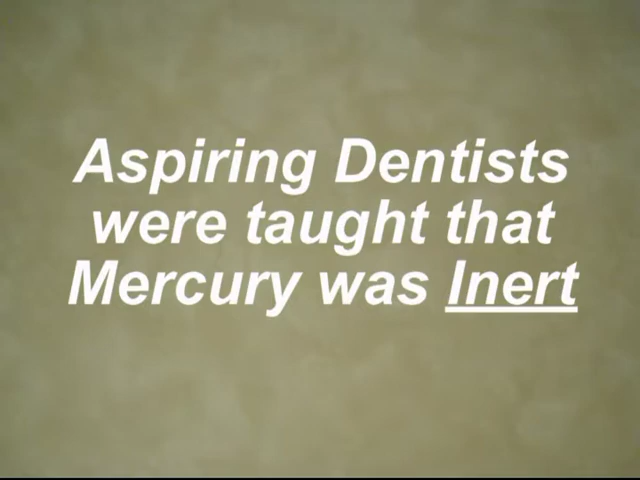 Aspiring Dentists
were taught that
Mercury was Inert